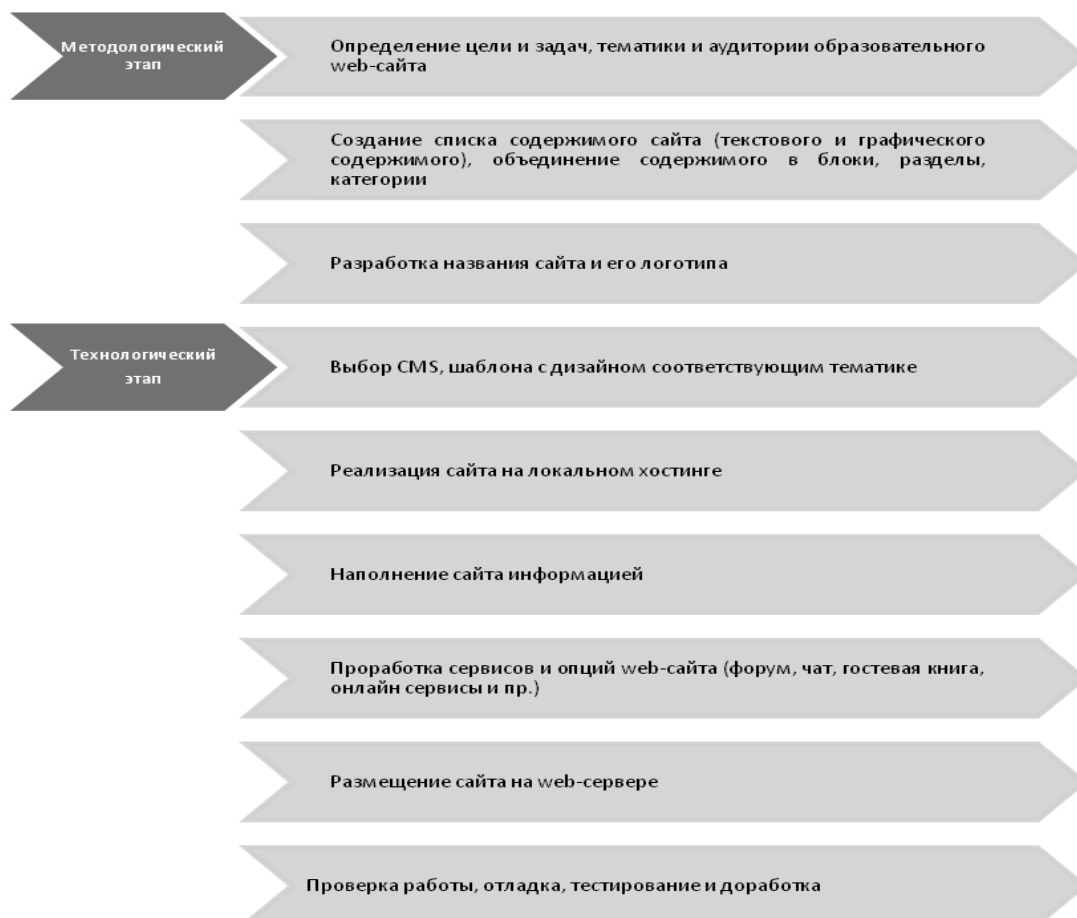 Методологический
этап
Определение цели и задач, тематики и аудитории образовательного
web-сайта
Создание списка содержимого сайта (текстового и графического
содержимого), объединение содержимого в блоки, разделы,
категории
Разработка названия сайта и его логотипа
Технологический
этап
Выбор CMS, шаблона с дизайном соответствующим тематике
Реализация сайта на локальном хостинге
Наполнение сайта информацией
Проработка сервисов и опций web-сайта (форум, чат, гостевая книга,
онлайн сервисы и пр.)
Размещение сайта на web-сервере
Проверка работы, отладка, тестирование и доработка